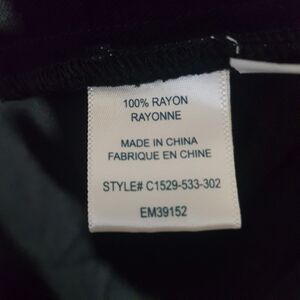 100% RAYON
RAYONNE
MADE IN CHINA
FABRIQUE EN CHINE
STYLE# C1529-533-302
EM39152